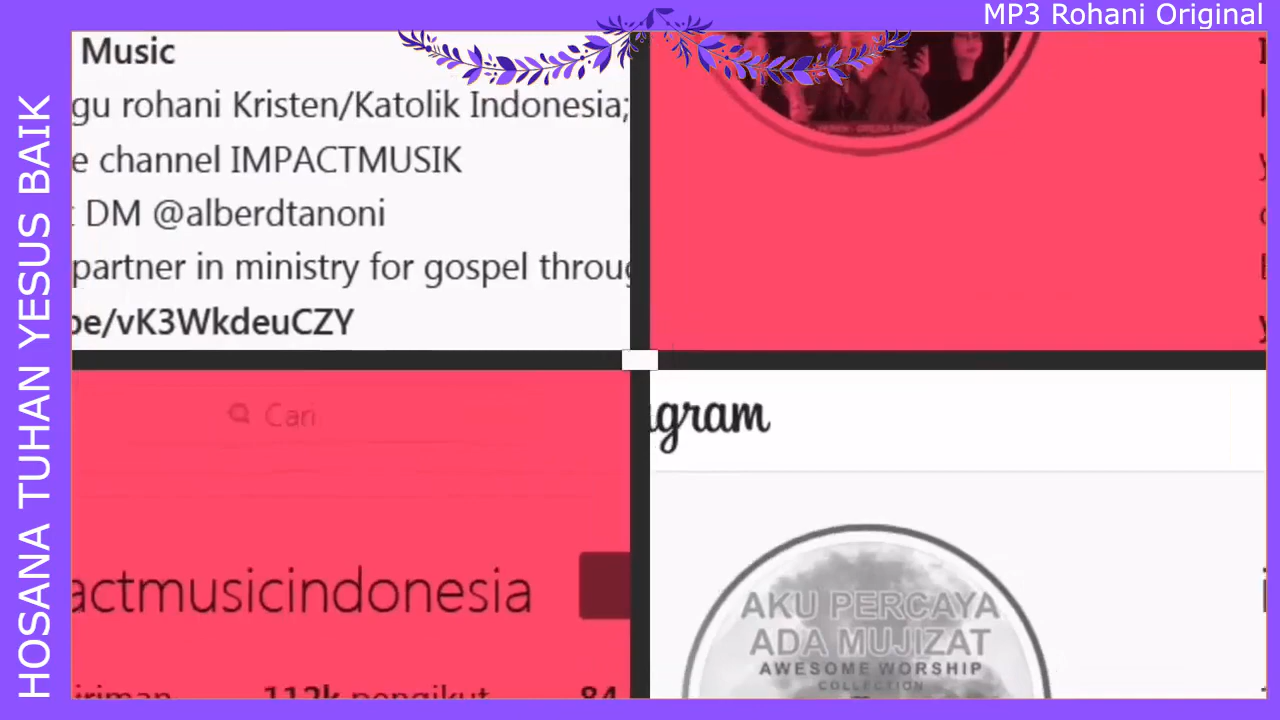 MP3 Rohani Original
HOSANA TUHAN YESUS BAIK
Music
gu rohani Kristen/Katolik Indonesia;
e channel IMPACTMUSIK
DM @alberdtanoni
partner in ministry for gospel throug
be/vK3WkdeuCZY
Cari
actmusicindonesia
112k pengikut 84
agram
AKU PERCAYA
ADA MUJIZAT
AWESOME WORSHIP
COLLECTION